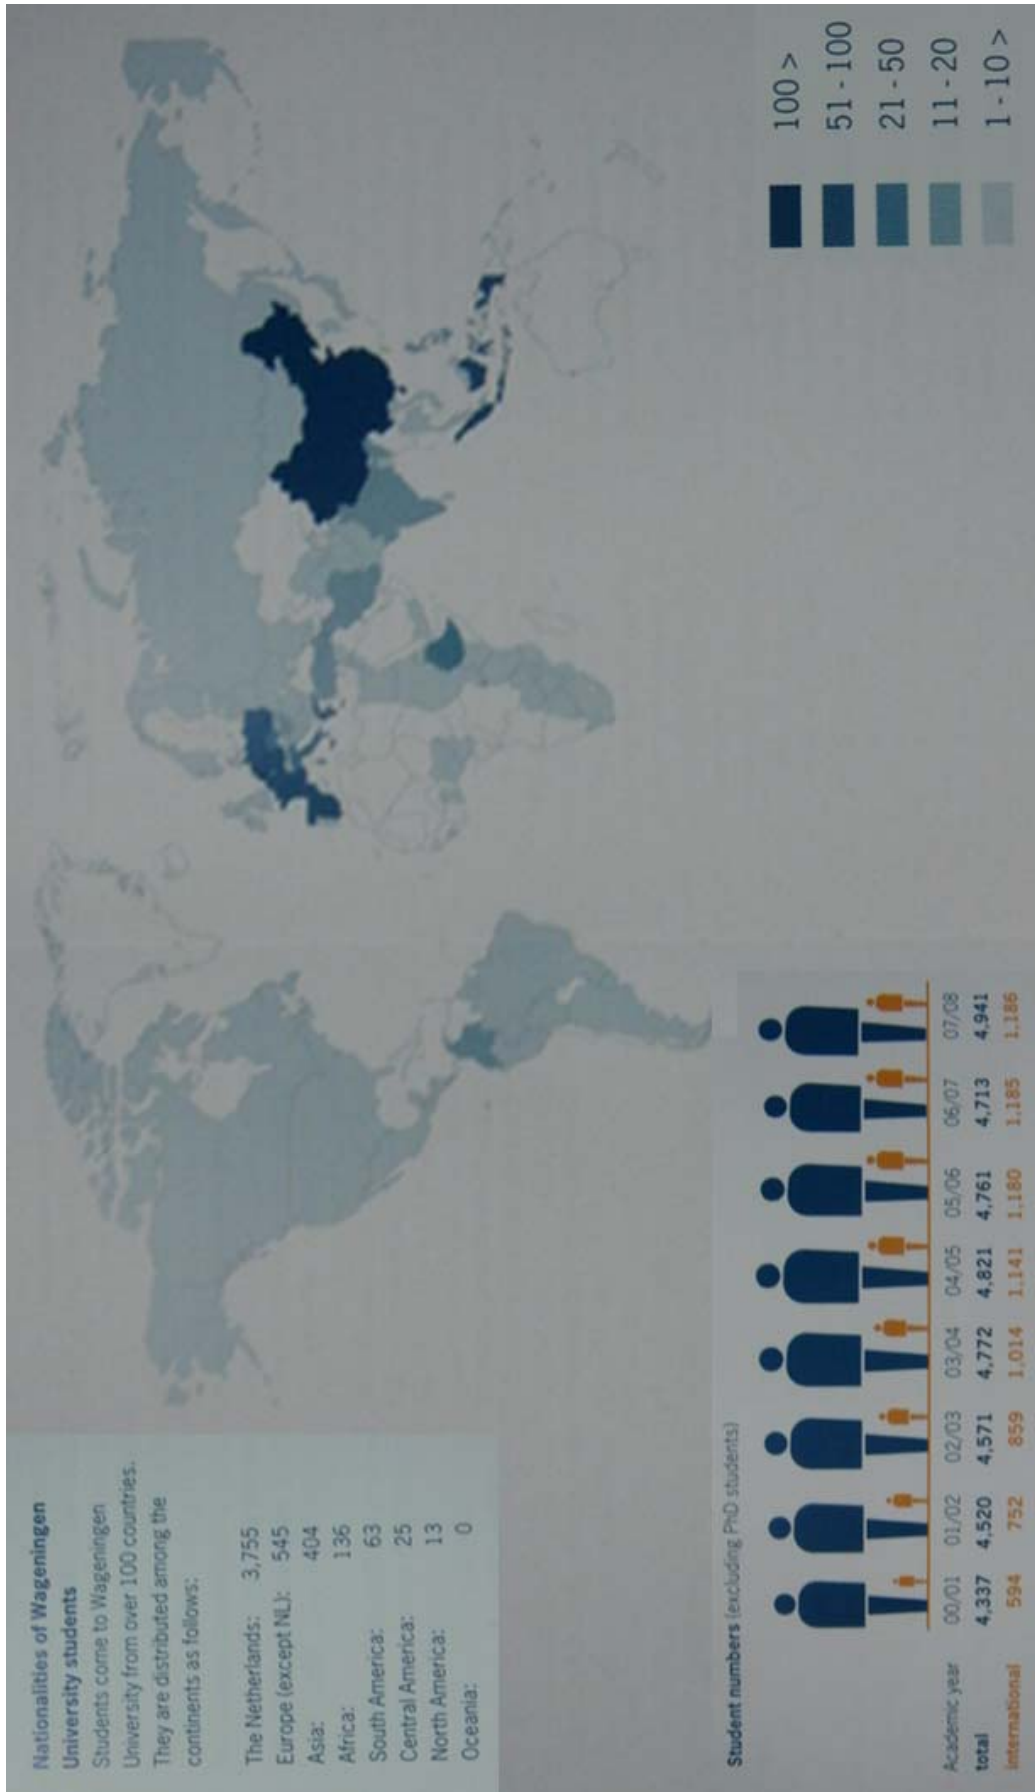 Nationalities of Wageningen
University students
Students come to Wageningen
University from over 100 countries.
They are distributed among the
continents as follows:
The Netherlands: 3,755
Europe (except NL): 545
Asia: 404
Africa: 136
South America: 63
Central America: 25
North America: 13
Oceania: 0
100 >
51 - 100
21 - 50
11 - 20
1 - 10 >
Student numbers (excluding PhD students)
Academic year 00/01 01/02 02/03 03/04 04/05 05/06 06/07 07/08
total 4,337 4,520 4,571 4,772 4,821 4,761 4,713 4,941
international 594 752 859 1,014 1,141 1,180 1,185 1,186